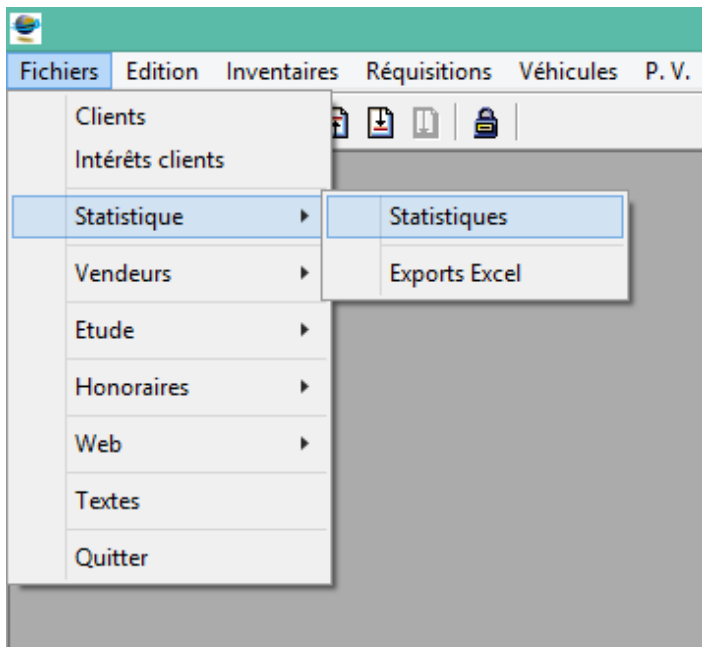 Fichiers Edition Inventaires Réquisitions Véhicules P. V.
Clients
Intérêts clients
Statistique
Statistiques
Vendeurs
Exports Excel
Etude
Honoraires
Web
Textes
Quitter